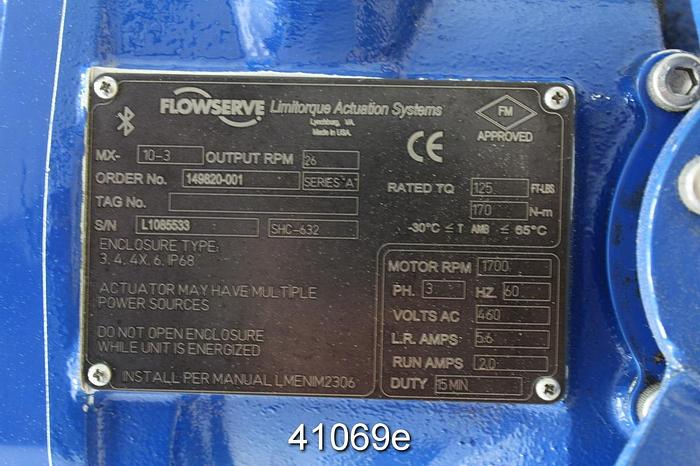 FLOWSERVE Limitorque Actuation Systems
Lynchburg, VA.
Made in USA.
FM
APPROVED
CE
MX- 10-3 OUTPUT RPM 26
ORDER No. 149820-001 SERIES "A"
TAG No.
S/N L1085533 SHC-632
ENCLOSURE TYPE:
3, 4, 4X, 6, IP68
ACTUATOR MAY HAVE MULTIPLE
POWER SOURCES
DO NOT OPEN ENCLOSURE
WHILE UNIT IS ENERGIZED
INSTALL PER MANUAL LMENIM2306
RATED TQ 125 FT-LBS
170 N-m
-30°C ≤ T AMB ≤ 65°C
MOTOR RPM 1700
PH. 3 HZ. 60
VOLTS AC 460
L.R. AMPS 5.6
RUN AMPS 2.0
DUTY 15 MIN
41069e